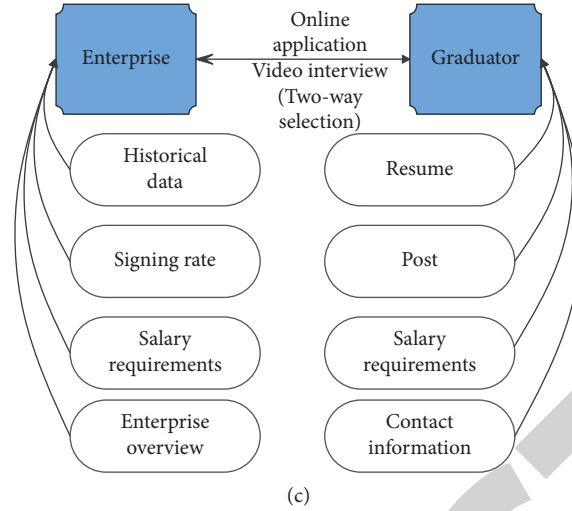 Enterprise
Online
application
Video interview
(Two-way
selection)
Graduator
Historical
data
Resume
Signing rate
Post
Salary
requirements
Salary
requirements
Enterprise
overview
Contact
information
(c)